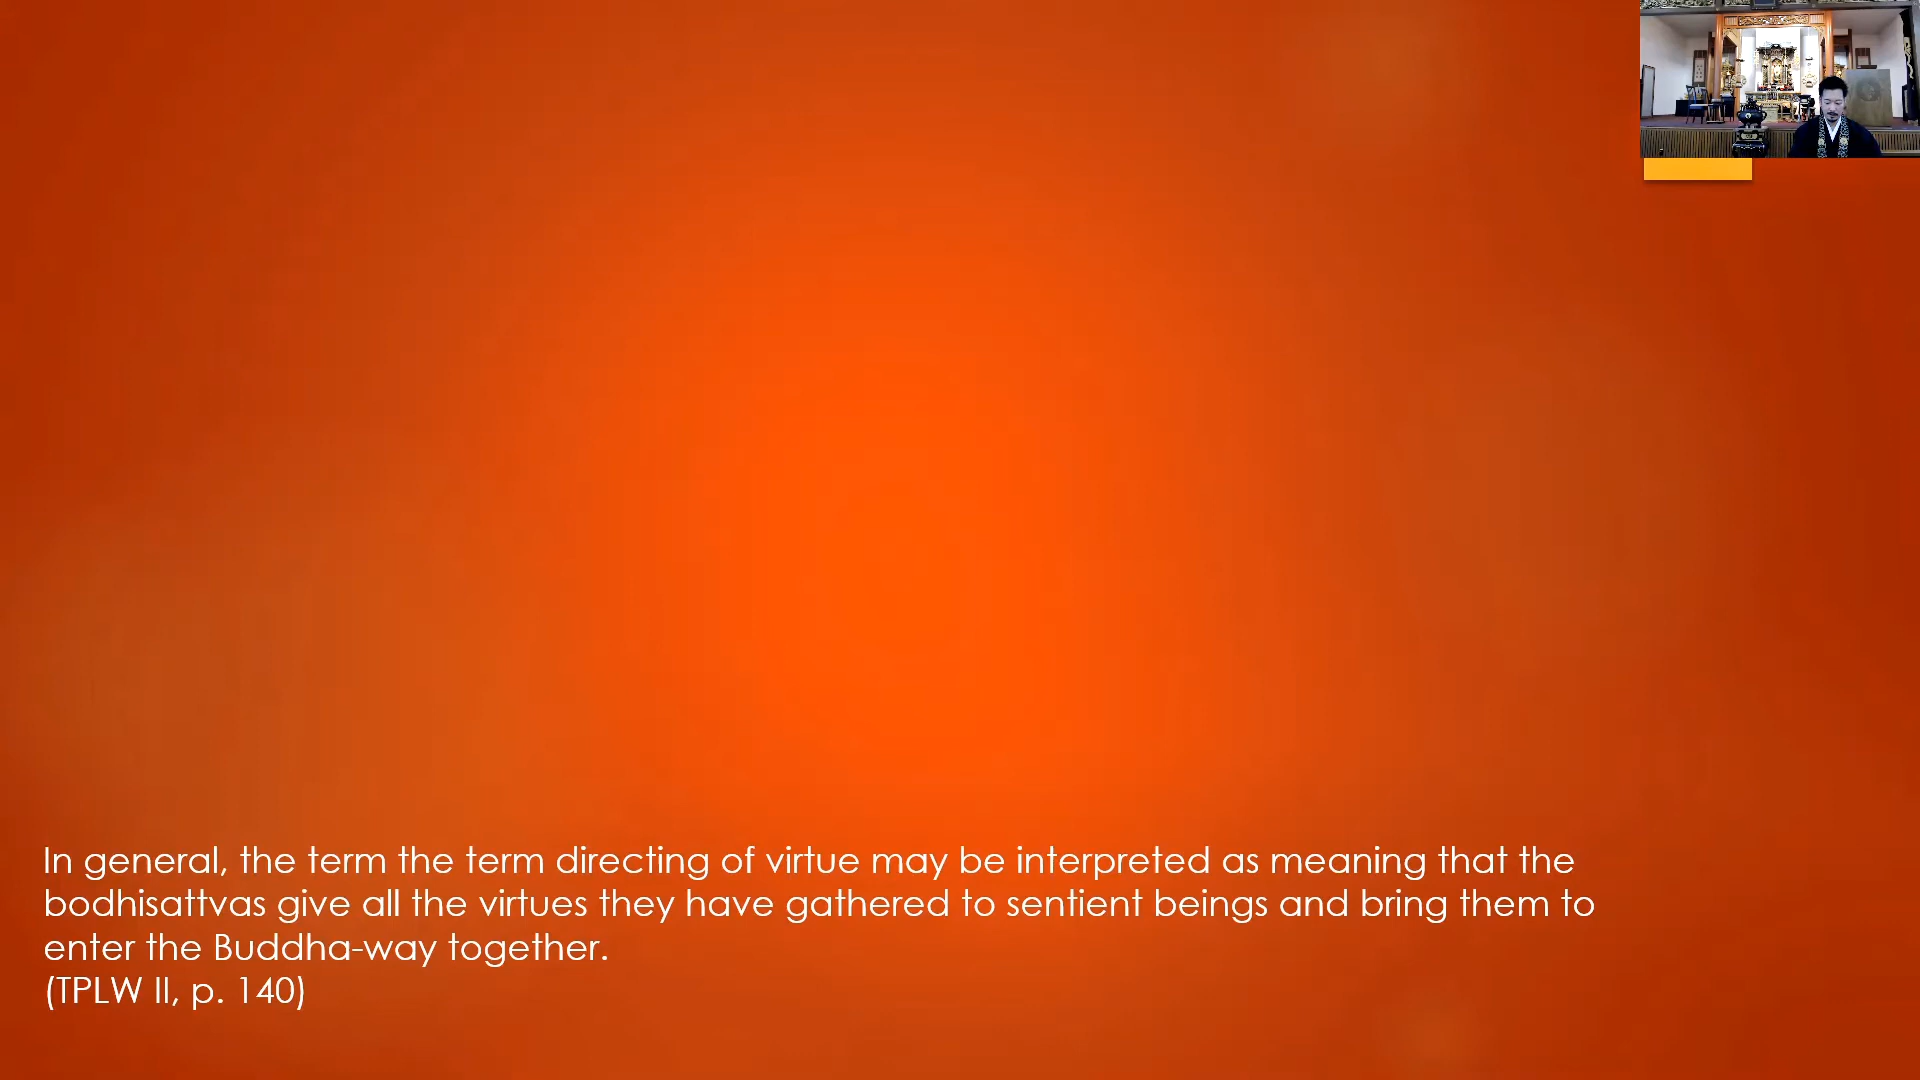 In general, the term the term directing of virtue may be interpreted as meaning that the
bodhisattvas give all the virtues they have gathered to sentient beings and bring them to
enter the Buddha-way together.
(TPLW II, p. 140)